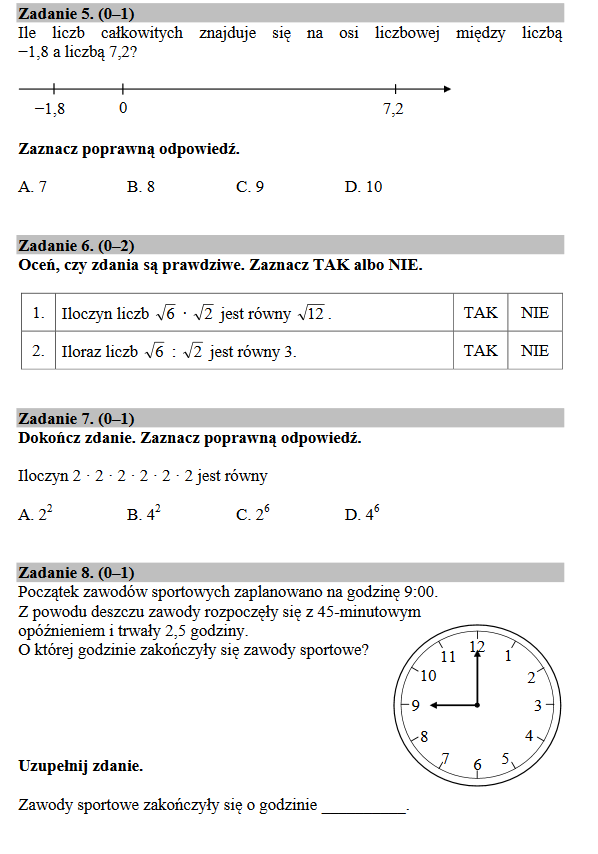 Zadanie 5. (0–1)
Ile liczb całkowitych znajduje się na osi liczbowej między liczbą
−1,8 a liczbą 7,2?
−1,8 0 7,2
Zaznacz poprawną odpowiedź.
A. 7 B. 8 C. 9 D. 10
Zadanie 6. (0–2)
Oceń, czy zdania są prawdziwe. Zaznacz TAK albo NIE.
1. Iloczyn liczb √6 · √2 jest równy √12 . TAK NIE
2. Iloraz liczb √6 : √2 jest równy 3. TAK NIE
Zadanie 7. (0–1)
Dokończ zdanie. Zaznacz poprawną odpowiedź.
Iloczyn 2 · 2 · 2 · 2 · 2 · 2 jest równy
A. 2² B. 4² C. 2⁶ D. 4⁶
Zadanie 8. (0–1)
Początek zawodów sportowych zaplanowano na godzinę 9:00.
Z powodu deszczu zawody rozpoczęły się z 45-minutowym
opóźnieniem i trwały 2,5 godziny.
O której godzinie zakończyły się zawody sportowe?
12
11 1
10 2
9 3
8 4
7 6 5
Uzupełnij zdanie.
Zawody sportowe zakończyły się o godzinie __________.